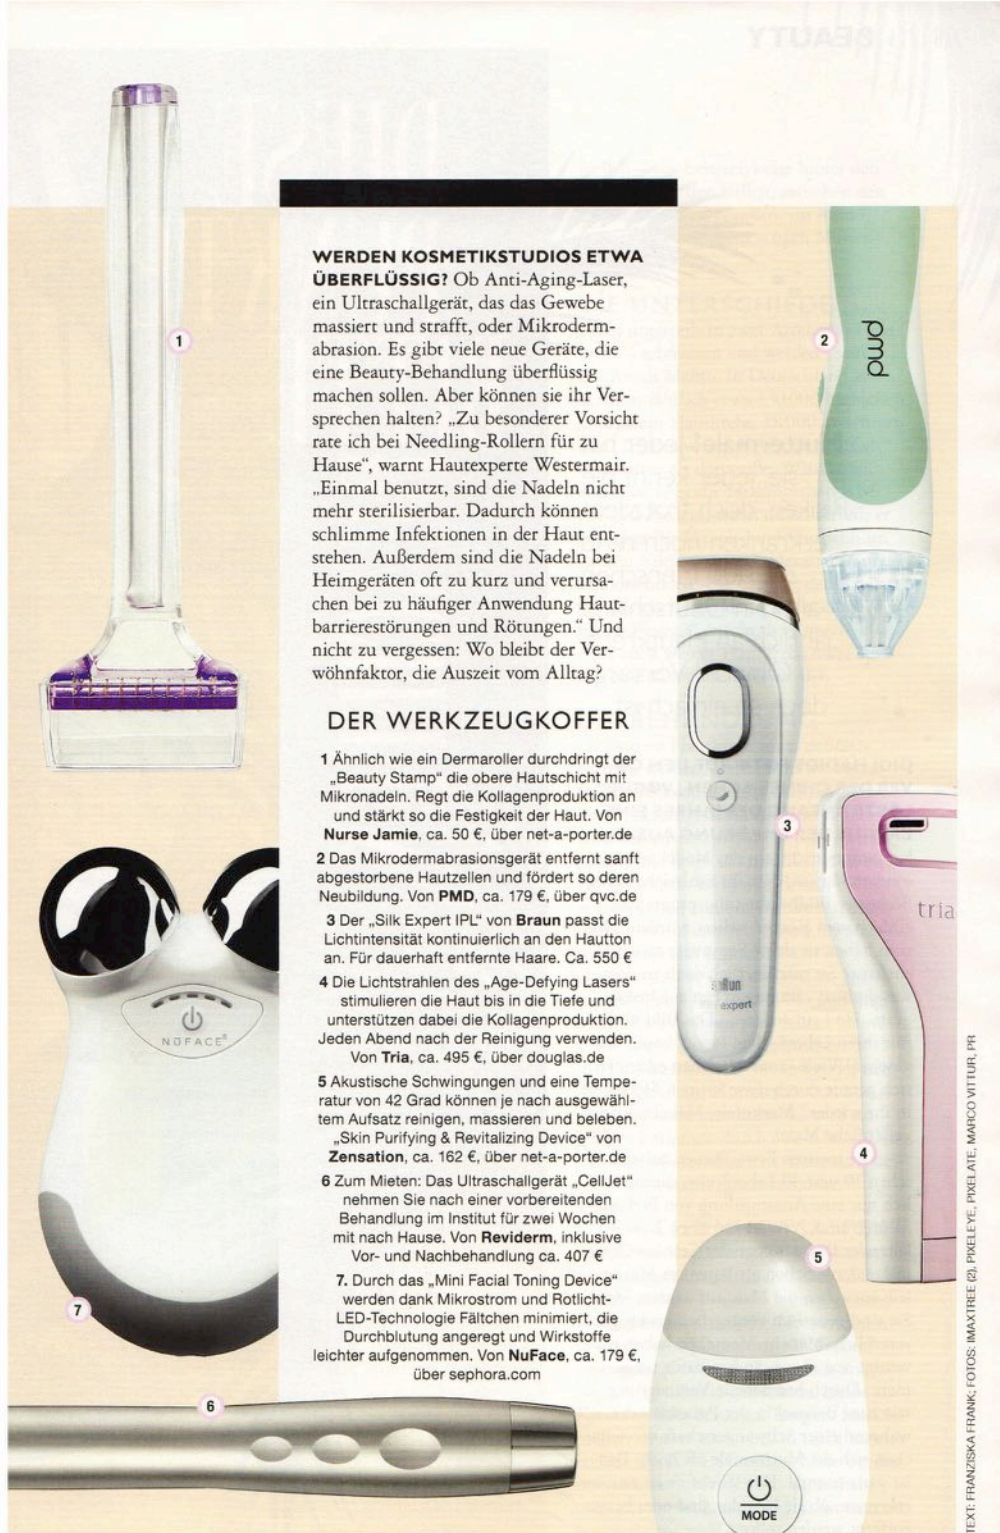 WERDEN KOSMETIKSTUDIOS ETWA
ÜBERFLÜSSIG? Ob Anti-Aging-Laser,
ein Ultraschallgerät, das das Gewebe
massiert und strafft, oder Mikroderm-
abrasion. Es gibt viele neue Geräte, die
eine Beauty-Behandlung überflüssig
machen sollen. Aber können sie ihr Ver-
sprechen halten? „Zu besonderer Vorsicht
rate ich bei Needling-Rollern für zu
Hause“, warnt Hautexperte Westermair.
„Einmal benutzt, sind die Nadeln nicht
mehr sterilisierbar. Dadurch können
schlimme Infektionen in der Haut ent-
stehen. Außerdem sind die Nadeln bei
Heimgeräten oft zu kurz und verursa-
chen bei zu häufiger Anwendung Haut-
barrierestörungen und Rötungen.“ Und
nicht zu vergessen: Wo bleibt der Ver-
wöhnfaktor, die Auszeit vom Alltag?
DER WERKZEUGKOFFER
1 Ähnlich wie ein Dermaroller durchdringt der
„Beauty Stamp“ die obere Hautschicht mit
Mikronadeln. Regt die Kollagenproduktion an
und stärkt so die Festigkeit der Haut. Von
Nurse Jamie, ca. 50 €, über net-a-porter.de
2 Das Mikrodermabrasionsgerät entfernt sanft
abgestorbene Hautzellen und fördert so deren
Neubildung. Von PMD, ca. 179 €, über qvc.de
3 Der „Silk Expert IPL“ von Braun passt die
Lichtintensität kontinuierlich an den Hautton
an. Für dauerhaft entfernte Haare. Ca. 550 €
4 Die Lichtstrahlen des „Age-Defying Lasers“
stimulieren die Haut bis in die Tiefe und
unterstützen dabei die Kollagenproduktion.
Jeden Abend nach der Reinigung verwenden.
Von Tria, ca. 495 €, über douglas.de
5 Akustische Schwingungen und eine Tempe-
ratur von 42 Grad können je nach ausgewähl-
tem Aufsatz reinigen, massieren und beleben.
„Skin Purifying & Revitalizing Device“ von
Zensation, ca. 162 €, über net-a-porter.de
6 Zum Mieten: Das Ultraschallgerät „CellJet“
nehmen Sie nach einer vorbereitenden
Behandlung im Institut für zwei Wochen
mit nach Hause. Von Reviderm, inklusive
Vor- und Nachbehandlung ca. 407 €
7. Durch das „Mini Facial Toning Device“
werden dank Mikrostrom und Rotlicht-
LED-Technologie Fältchen minimiert, die
Durchblutung angeregt und Wirkstoffe
leichter aufgenommen. Von NuFace, ca. 179 €,
über sephora.com
1
2
pmd
3
expert
tria
4
5
MODE
6
7
NUFACE®
TEXT: FRANZISKA FRANK; FOTOS: IMAXTREE (2), PIXELEYE, PIXELATE, MARCO VITTUR, PR